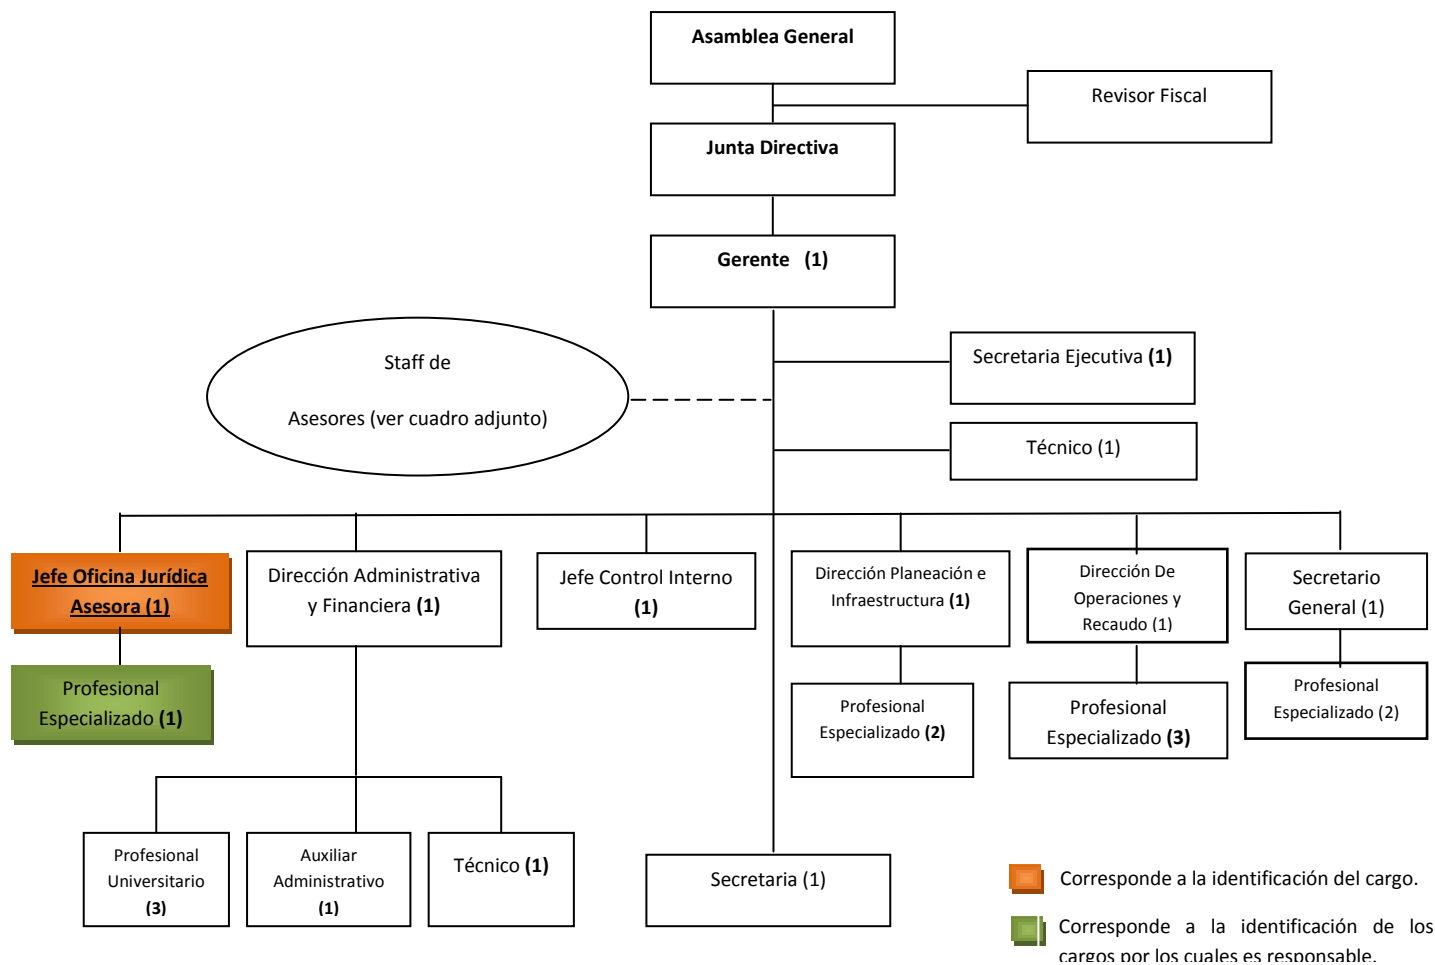 Asamblea General
Revisor Fiscal
Junta Directiva
Gerente (1)
Staff de
Asesores (ver cuadro adjunto)
Secretaria Ejecutiva (1)
Técnico (1)
Jefe Oficina Jurídica
Asesora (1)
Dirección Administrativa
y Financiera (1)
Jefe Control Interno
(1)
Dirección Planeación e
Infraestructura (1)
Dirección De
Operaciones y
Recaudo (1)
Secretario
General (1)
Profesional
Especializado (1)
Profesional
Especializado (2)
Profesional
Especializado (3)
Profesional
Especializado (2)
Profesional
Universitario
(3)
Auxiliar
Administrativo
(1)
Técnico (1)
Secretaria (1)
Corresponde a la identificación del cargo.
Corresponde a la identificación de los
cargos por los cuales es responsable.